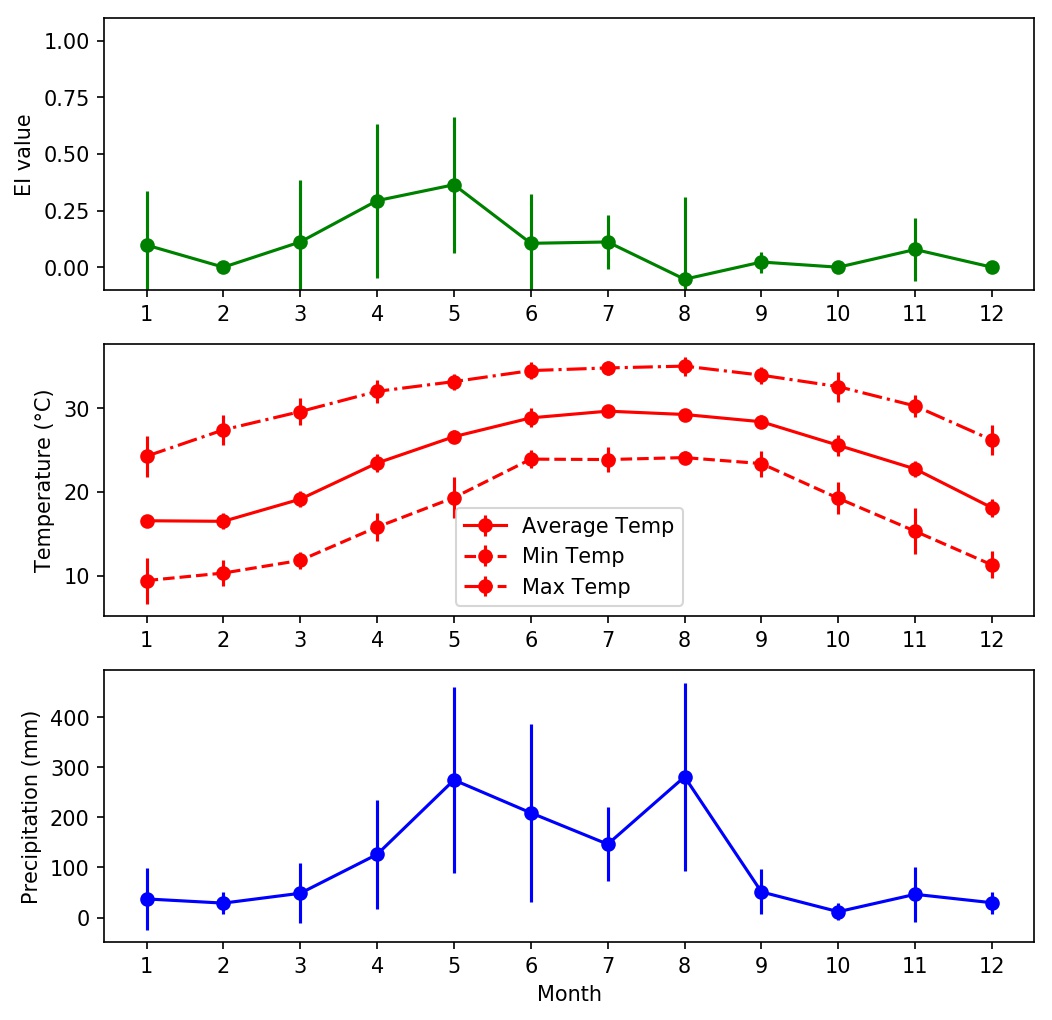 EI value
1.00
0.75
0.50
0.25
0.00
1 2 3 4 5 6 7 8 9 10 11 12
Temperature (°C)
30
20
10
Average Temp
Min Temp
Max Temp
1 2 3 4 5 6 7 8 9 10 11 12
Precipitation (mm)
400
300
200
100
0
1 2 3 4 5 6 7 8 9 10 11 12
Month